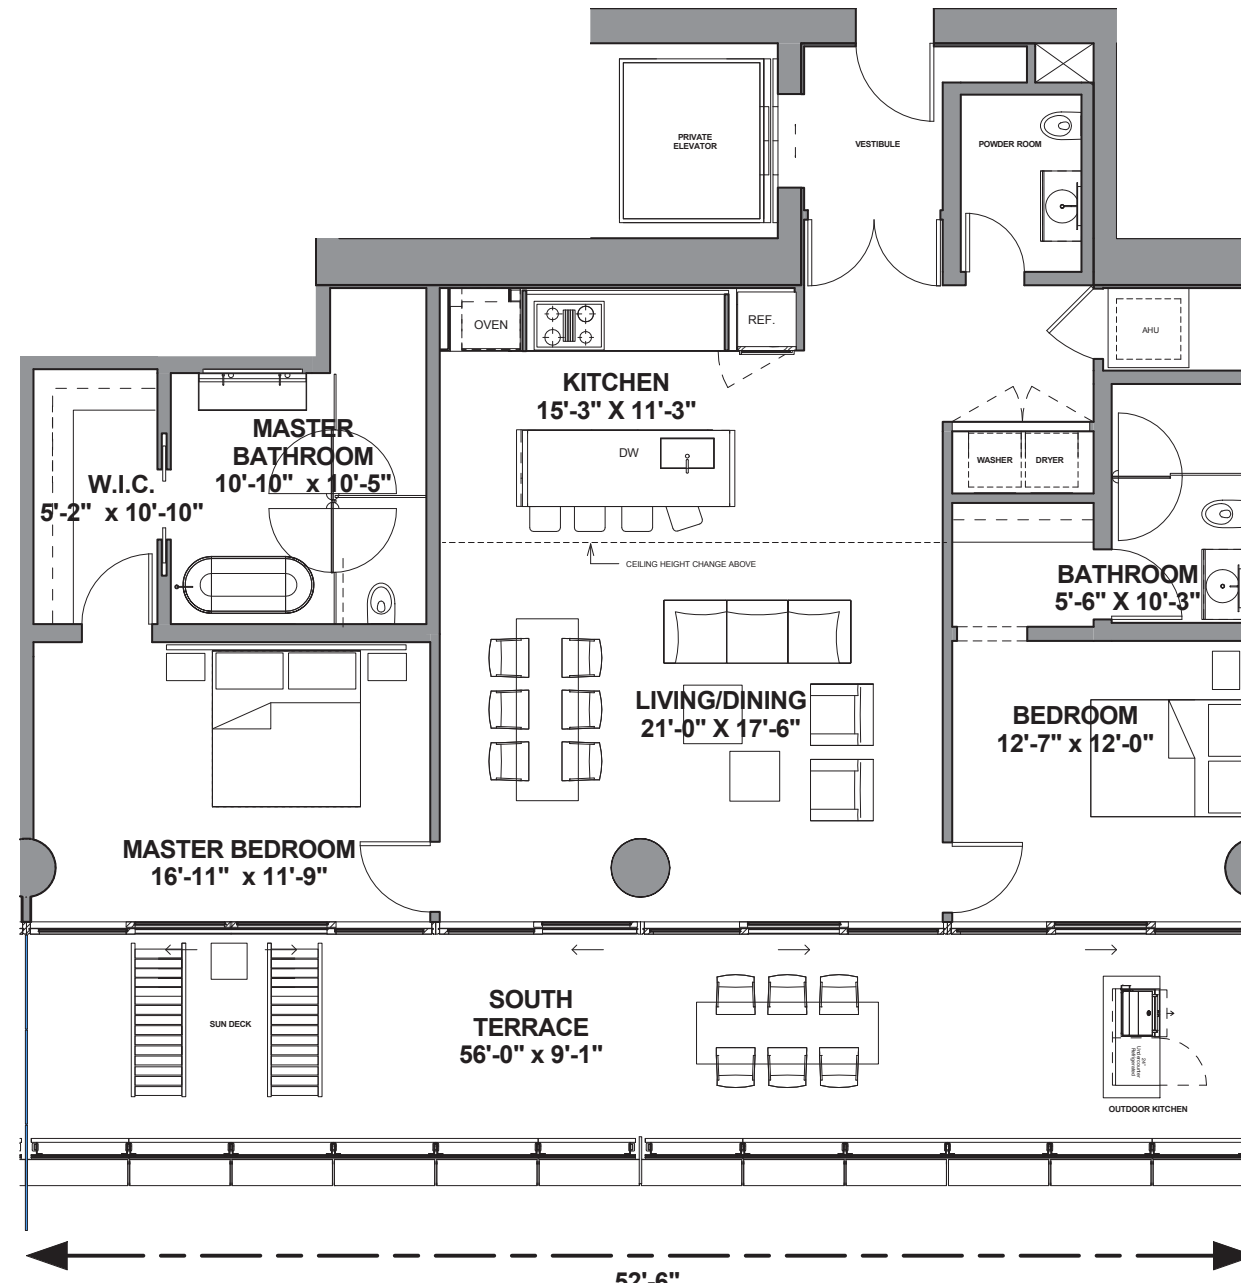 PRIVATE
ELEVATOR
VESTIBULE
POWDER ROOM
OVEN
REF.
AHU
KITCHEN
15'-3" X 11'-3"
DW
MASTER
BATHROOM
10'-10" x 10'-5"
W.I.C.
5'-2" x 10'-10"
WASHER
DRYER
CEILING HEIGHT CHANGE ABOVE
BATHROOM
5'-6" X 10'-3"
LIVING/DINING
21'-0" X 17'-6"
BEDROOM
12'-7" x 12'-0"
MASTER BEDROOM
16'-11" x 11'-9"
SOUTH
TERRACE
56'-0" x 9'-1"
SUN DECK
24"
Undercounter
Refrigerated
OUTDOOR KITCHEN
52'-6"